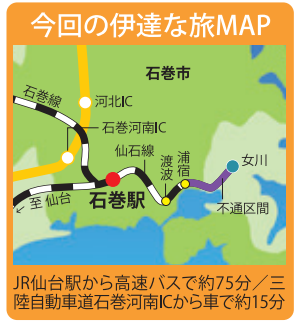 今回の伊達な旅MAP
石巻市
石巻線
河北IC
石巻河南IC
仙石線
渡波
浦宿
女川
石巻駅
不通区間
←至仙台
JR仙台駅から高速バスで約75分／三
陸自動車道石巻河南ICから車で約15分